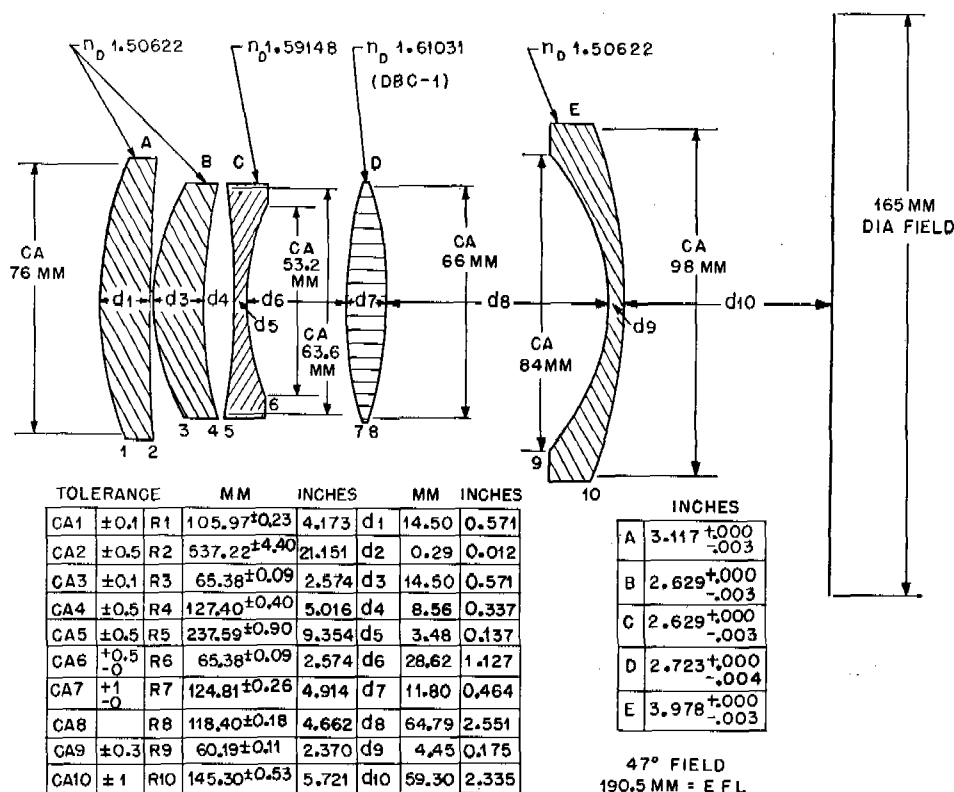 n_D 1.50622
n_D 1.59148
n_D 1.61031
(DBC-1)
n_D 1.50622
A
B
C
D
E
CA
76 MM
d1
d3
d4
d5
d6
CA
53.2
MM
CA
63.6
MM
d7
CA
66 MM
d8
CA
84 MM
d9
CA
98 MM
d10
165 MM
DIA FIELD
1 2
3 4 5
6
7 8
9
10
TOLERANCE MM INCHES MM INCHES
CA1 ±0.1 R1 105.97±0.23 4.173 d1 14.50 0.571
CA2 ±0.5 R2 537.22±4.40 21.151 d2 0.29 0.012
CA3 ±0.1 R3 65.38±0.09 2.574 d3 14.50 0.571
CA4 ±0.5 R4 127.40±0.40 5.016 d4 8.56 0.337
CA5 ±0.5 R5 237.59±0.90 9.354 d5 3.48 0.137
CA6 +0.5 -0 R6 65.38±0.09 2.574 d6 28.62 1.127
CA7 +1 -0 R7 124.81±0.26 4.914 d7 11.80 0.464
CA8 R8 118.40±0.18 4.662 d8 64.79 2.551
CA9 ±0.3 R9 60.19±0.11 2.370 d9 4.45 0.175
CA10 ±1 R10 145.30±0.53 5.721 d10 59.30 2.335
INCHES
A 3.117 +.000 -.003
B 2.629 +.000 -.003
C 2.629 +.000 -.003
D 2.723 +.000 -.004
E 3.978 +.000 -.003
47° FIELD
190.5 MM = EFL